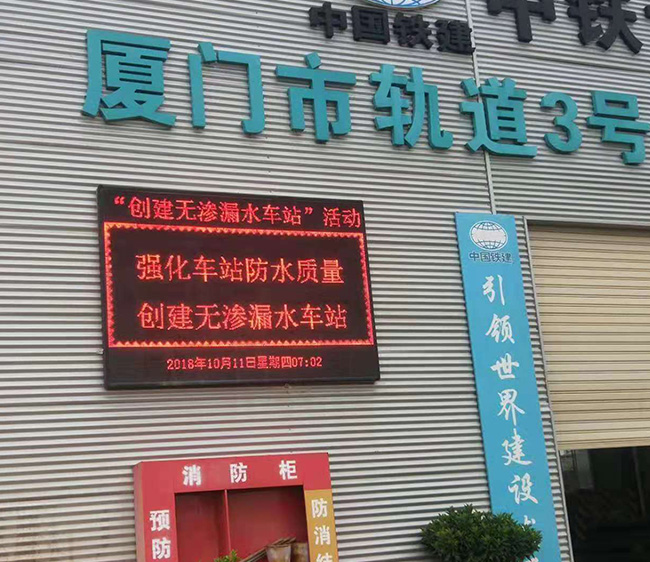 中国铁建
中铁
厦门市轨道3号
“创建无渗漏水车站”活动
强化车站防水质量
创建无渗漏水车站
2018年10月11日星期四07:02
中国铁建
引领世界建设
消防柜
预防
防消结